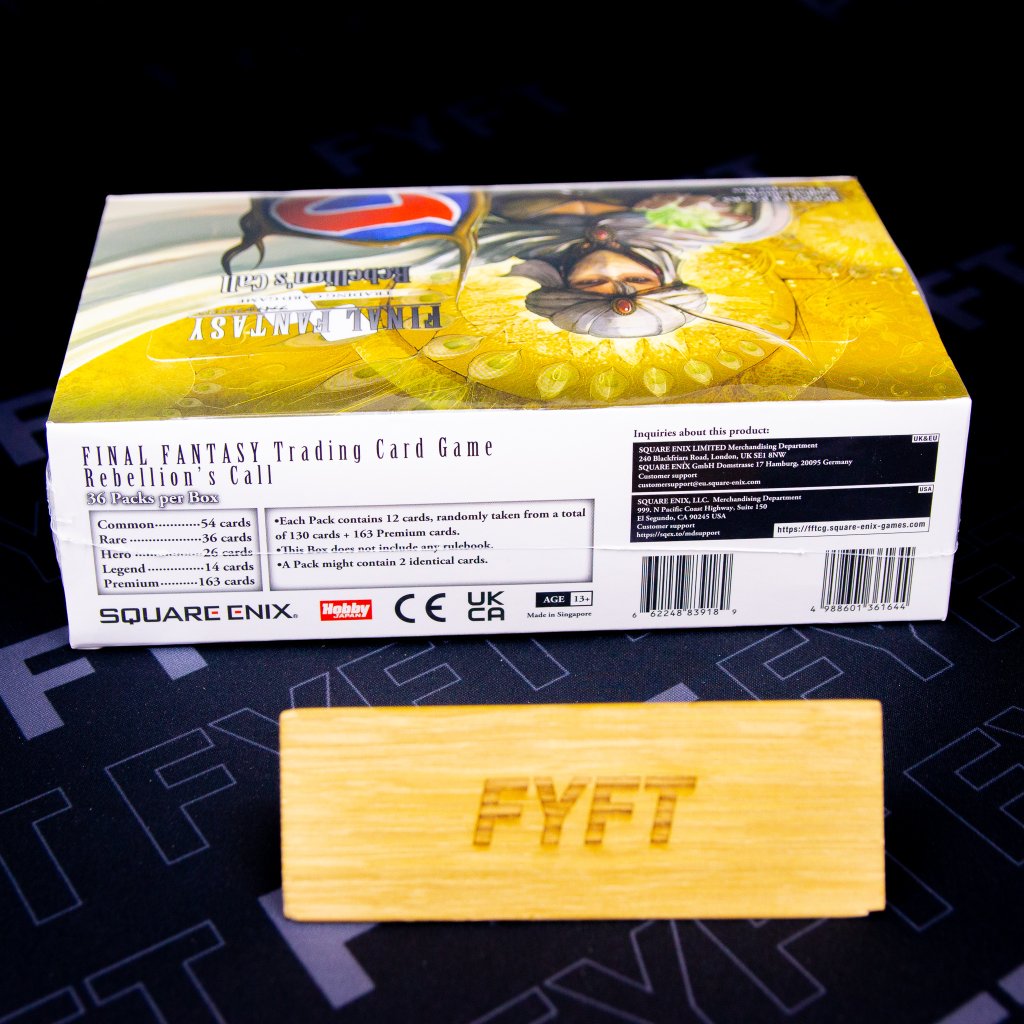 FYFT
Rebellion's Call
TRADING CARD GAME
FINAL FANTASY
FINAL FANTASY Trading Card Game
Rebellion's Call
36 Packs per Box
Common············54 cards
Rare ················36 cards
Hero ················26 cards
Legend ·············14 cards
Premium··········163 cards
•Each Pack contains 12 cards, randomly taken from a total
of 130 cards + 163 Premium cards.
•This Box does not include any rulebook.
•A Pack might contain 2 identical cards.
SQUARE ENIX®
Hobby
JAPAN
CE
UK
CA
AGE 13+
Made in Singapore
Inquiries about this product:
UK&EU
SQUARE ENIX LIMITED Merchandising Department
240 Blackfriars Road, London, UK SE1 8NW
SQUARE ENIX GmbH Domstrasse 17 Hamburg, 20095 Germany
Customer support
customersupport@eu.square-enix.com
USA
SQUARE ENIX, LLC. Merchandising Department
999. N Pacific Coast Highway, Suite 150
El Segundo, CA 90245 USA
Customer support
https://sqex.to/mdsupport
https://fftcg.square-enix-games.com
6 62248 83918 9
4 988601 361644
FYFT
FYFT